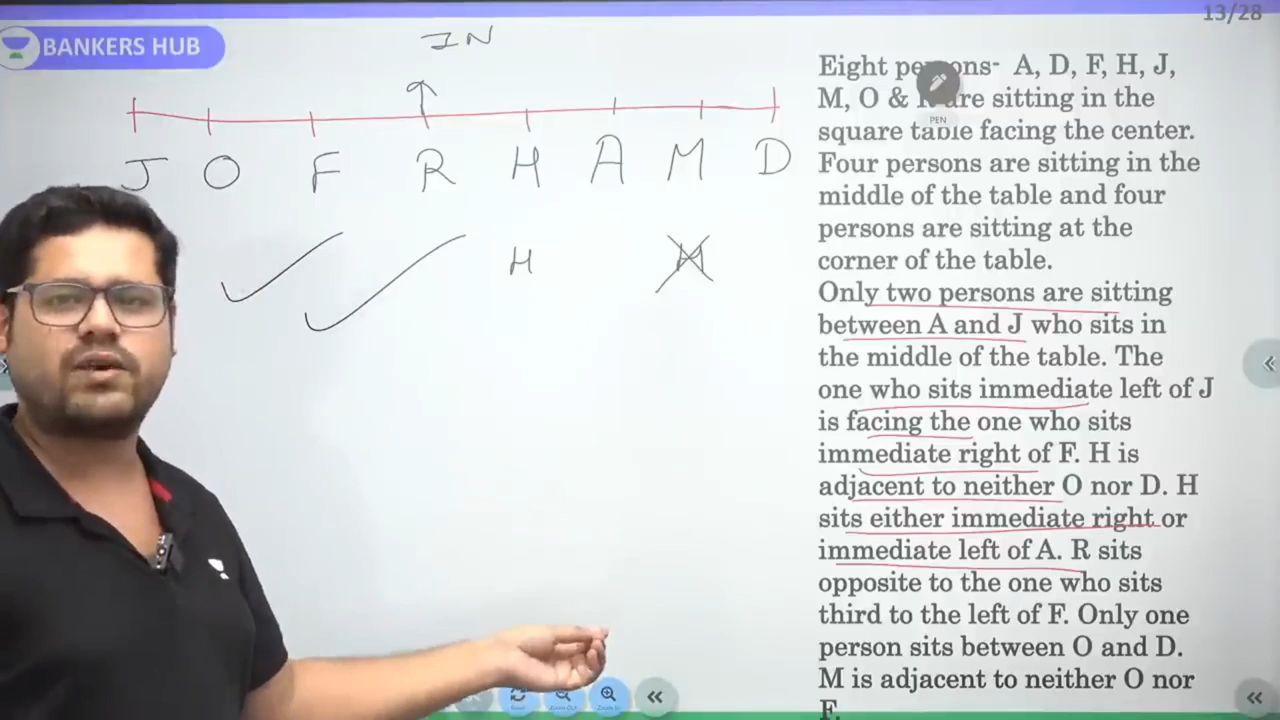 13/28
BANKERS HUB
IN
J O F R H A M D
H M
Eight persons- A, D, F, H, J,
M, O & R are sitting in the
PEN
square table facing the center.
Four persons are sitting in the
middle of the table and four
persons are sitting at the
corner of the table.
Only two persons are sitting
between A and J who sits in
the middle of the table. The
one who sits immediate left of J
is facing the one who sits
immediate right of F. H is
adjacent to neither O nor D. H
sits either immediate right or
immediate left of A. R sits
opposite to the one who sits
third to the left of F. Only one
person sits between O and D.
M is adjacent to neither O nor
F.
Zoom Out